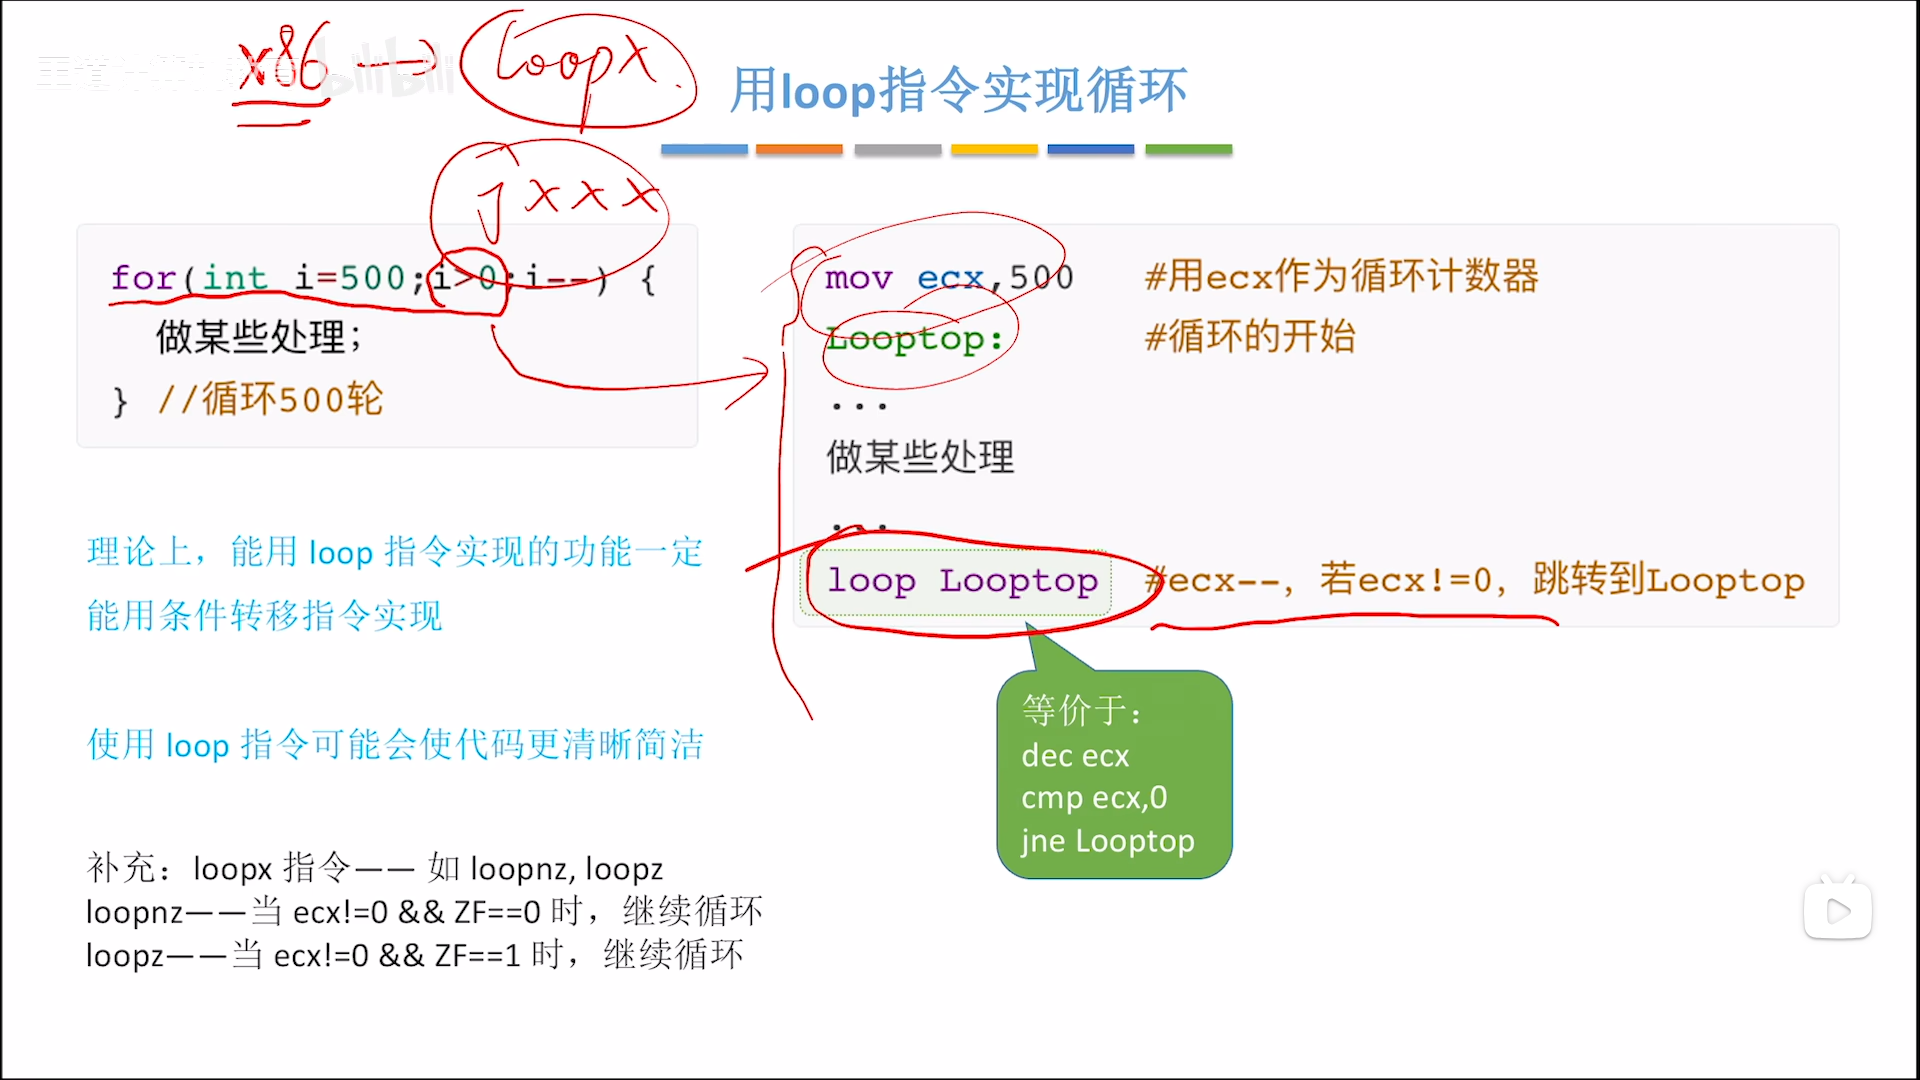 x86 → loopx
jxxx
bilibili
用loop指令实现循环
for(int i=500;i>0;i--) {
做某些处理;
} //循环500轮
mov ecx,500 #用ecx作为循环计数器
Looptop: #循环的开始
...
做某些处理
...
loop Looptop #ecx--, 若ecx!=0, 跳转到Looptop
等价于:
dec ecx
cmp ecx,0
jne Looptop
理论上，能用 loop 指令实现的功能一定
能用条件转移指令实现
使用 loop 指令可能会使代码更清晰简洁
补充：loopx 指令—— 如 loopnz, loopz
loopnz——当 ecx!=0 && ZF==0 时，继续循环
loopz——当 ecx!=0 && ZF==1 时，继续循环